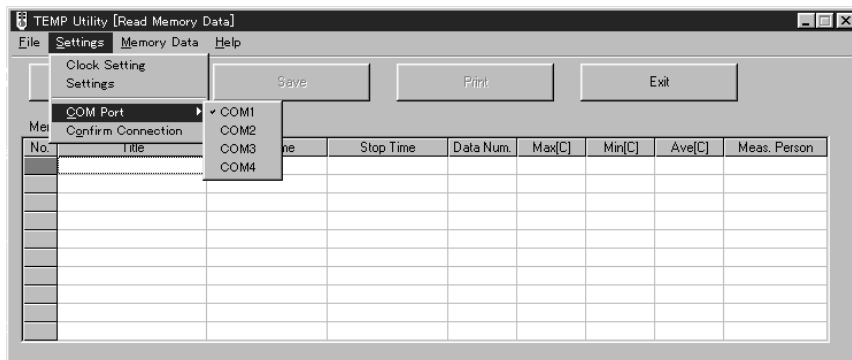 TEMP Utility [Read Memory Data]
File Settings Memory Data Help
Clock Setting
Settings
COM Port
Confirm Connection
COM1
COM2
COM3
COM4
Save Print Exit
No. Title Stop Time Data Num. Max[C] Min[C] Ave[C] Meas. Person